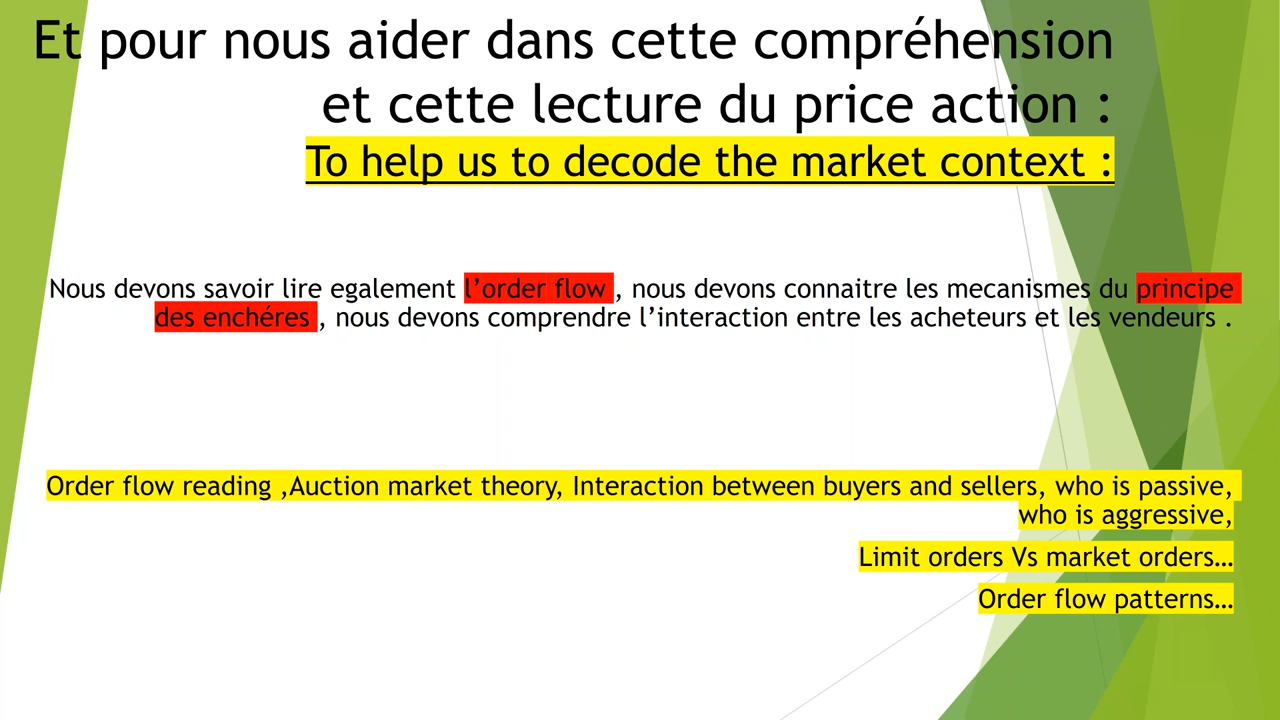 Et pour nous aider dans cette compréhension
et cette lecture du price action :
To help us to decode the market context :
Nous devons savoir lire egalement l’order flow , nous devons connaitre les mecanismes du principe
des enchéres , nous devons comprendre l’interaction entre les acheteurs et les vendeurs .
Order flow reading ,Auction market theory, Interaction between buyers and sellers, who is passive,
who is aggressive,
Limit orders Vs market orders…
Order flow patterns…